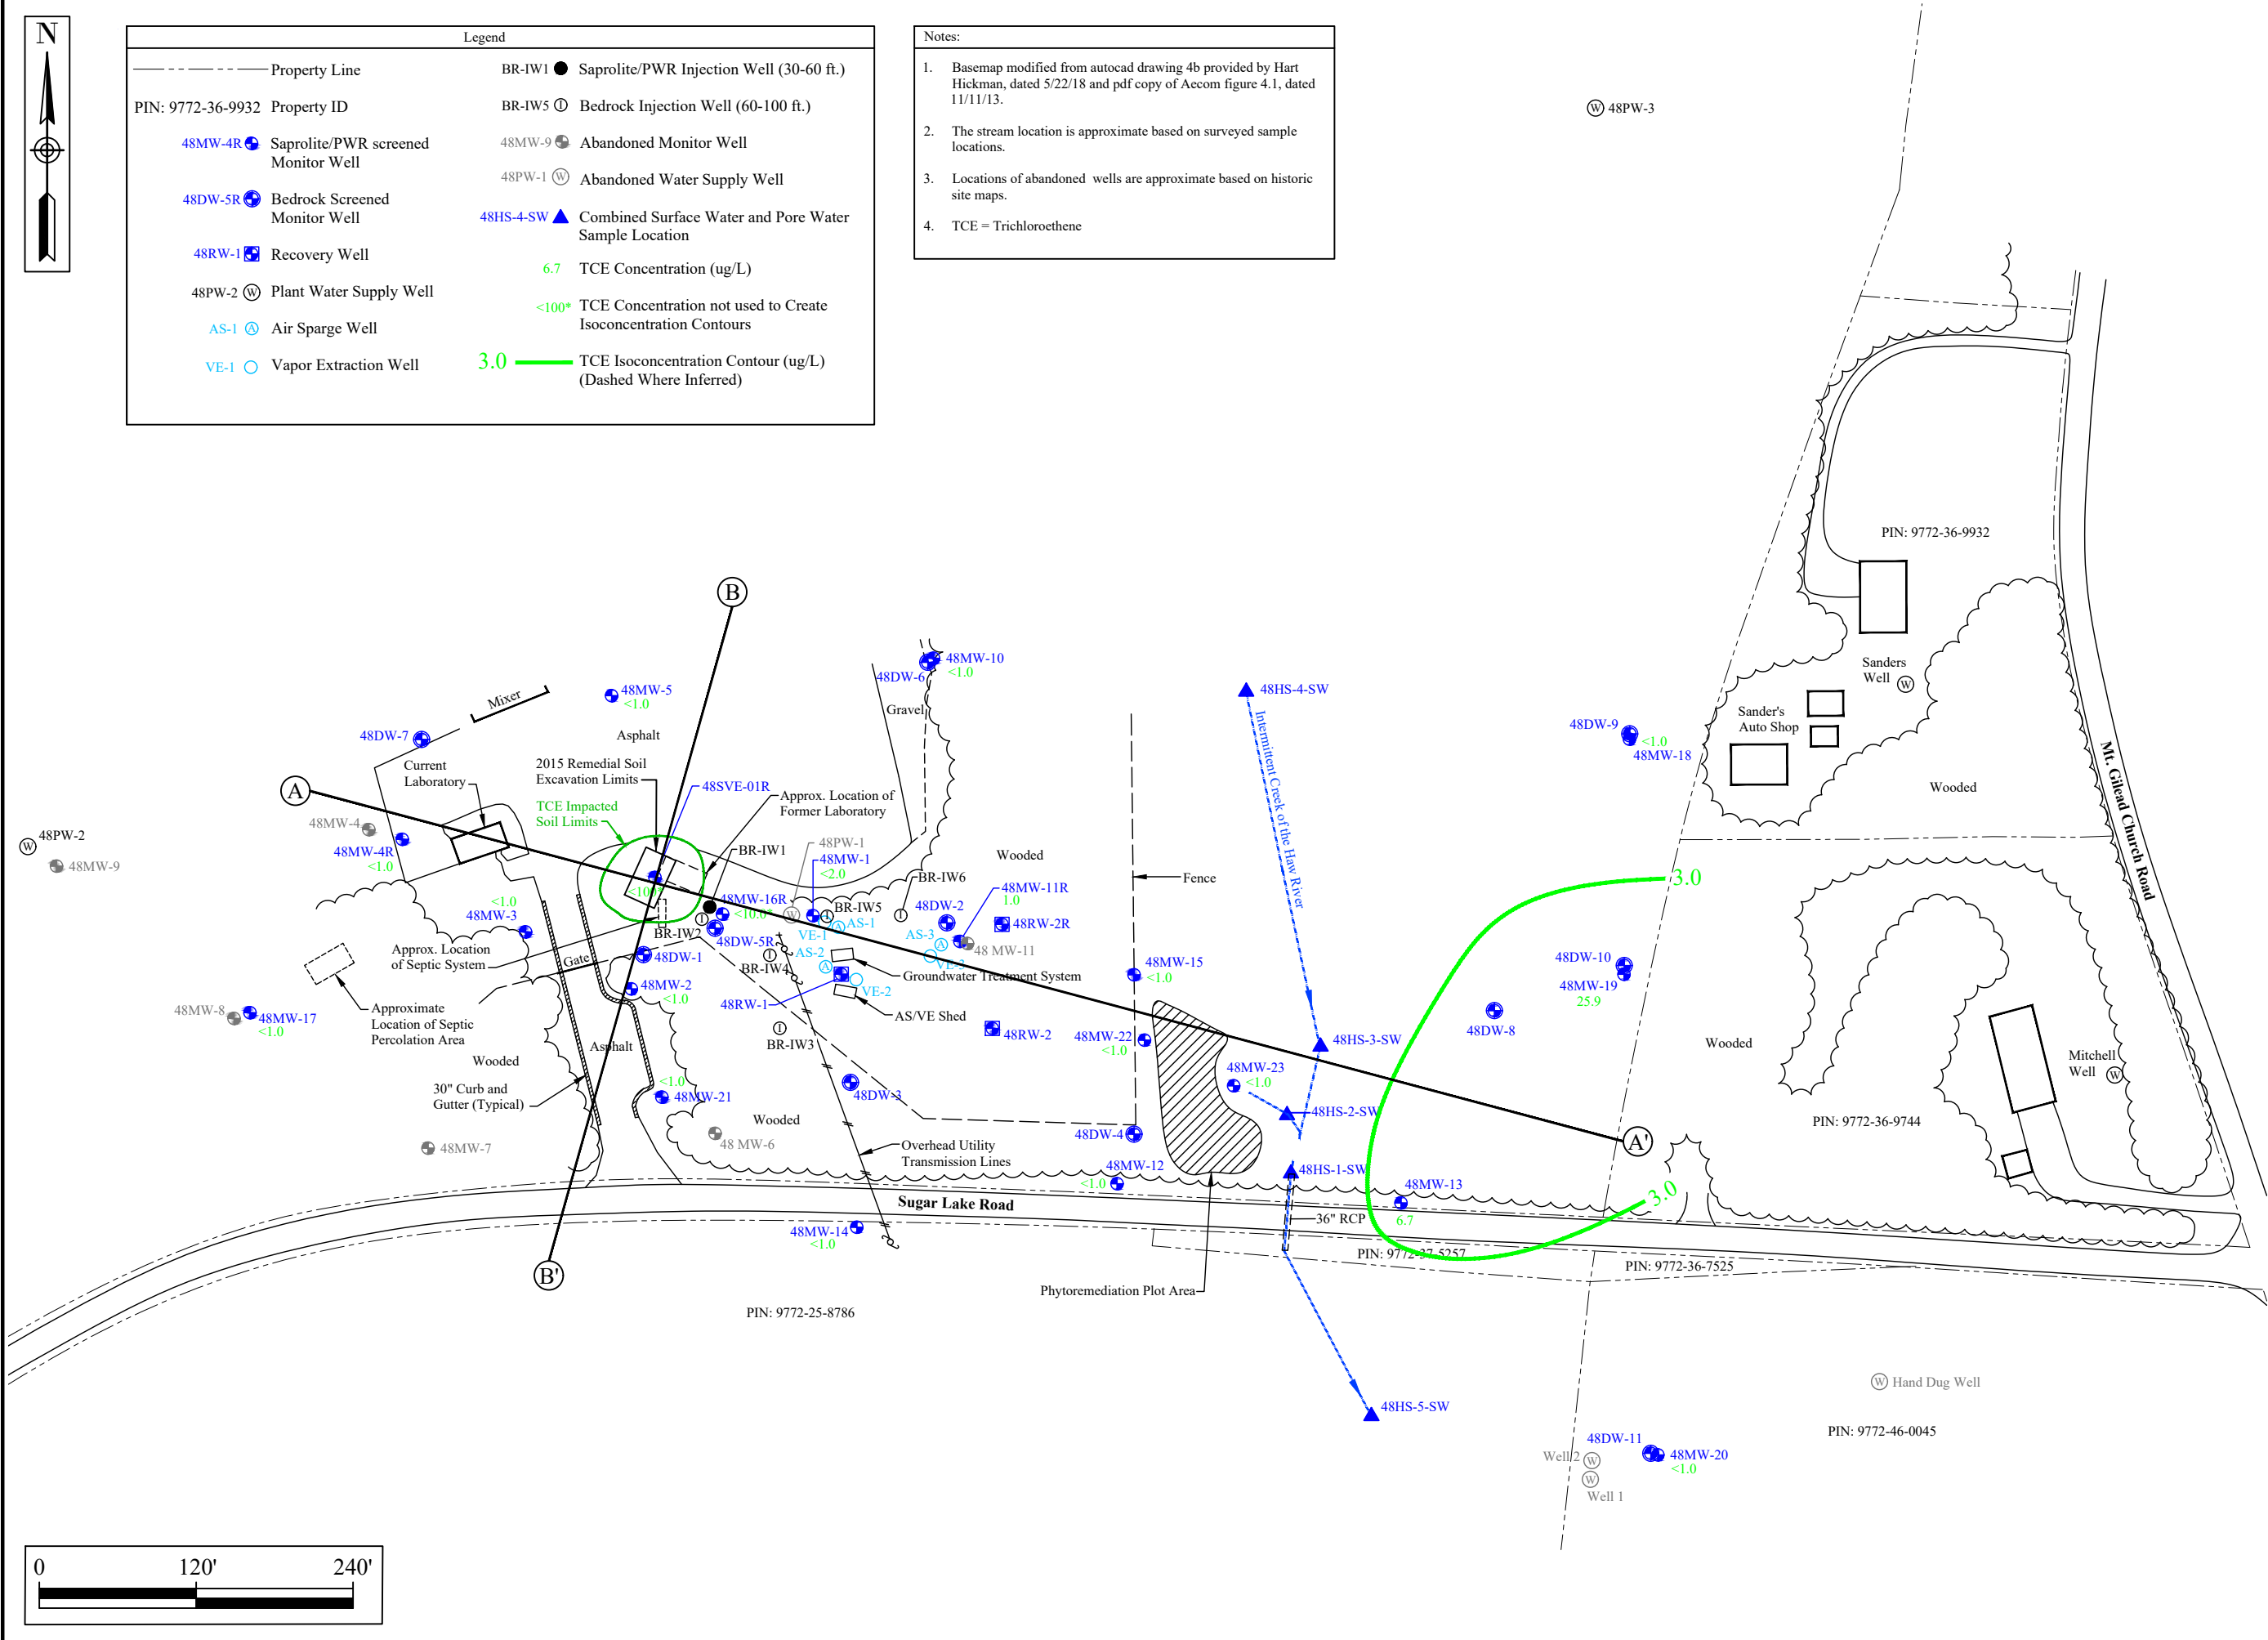 N
Legend
Property Line
PIN: 9772-36-9932 Property ID
48MW-4R Saprolite/PWR screened
Monitor Well
48DW-5R Bedrock Screened
Monitor Well
48RW-1 Recovery Well
48PW-2 W Plant Water Supply Well
AS-1 A Air Sparge Well
VE-1 Vapor Extraction Well
BR-IW1 Saprolite/PWR Injection Well (30-60 ft.)
BR-IW5 I Bedrock Injection Well (60-100 ft.)
48MW-9 Abandoned Monitor Well
48PW-1 W Abandoned Water Supply Well
48HS-4-SW Combined Surface Water and Pore Water
Sample Location
6.7 TCE Concentration (ug/L)
<100* TCE Concentration not used to Create
Isoconcentration Contours
3.0 TCE Isoconcentration Contour (ug/L)
(Dashed Where Inferred)
Notes:
1. Basemap modified from autocad drawing 4b provided by Hart
Hickman, dated 5/22/18 and pdf copy of Aecom figure 4.1, dated
11/11/13.
2. The stream location is approximate based on surveyed sample
locations.
3. Locations of abandoned wells are approximate based on historic
site maps.
4. TCE = Trichloroethene
W 48PW-3
PIN: 9772-36-9932
B
48MW-10
<1.0
48DW-6
Gravel
Sanders
Well W
48MW-5
<1.0
Mixer
48HS-4-SW
Intermittent Creek of the Haw River
Sander's
Auto Shop
48DW-9
<1.0
48MW-18
48DW-7
Asphalt
Mt. Gilead Church Road
Wooded
Current
Laboratory
2015 Remedial Soil
Excavation Limits
48SVE-01R
Approx. Location of
Former Laboratory
A
TCE Impacted
Soil Limits
48MW-4
W 48PW-2
48MW-9
48MW-4R
<1.0
BR-IW1
48PW-1
W
48MW-1
<2.0
Wooded
BR-IW6
Fence
3.0
48MW-11R
1.0
<100*
48MW-16R
<10.0*
BR-IW5
48DW-2
48RW-2R
<1.0
48MW-3
BR-IW2
48DW-5R
VE-1
AS-1
A
AS-3
A
48 MW-11
VE-3
Approx. Location
of Septic System
Gate
48DW-1
BR-IW4
AS-2
A
Groundwater Treatment System
48MW-15
<1.0
48DW-10
48MW-19
25.9
48MW-2
<1.0
VE-2
48RW-1
AS/VE Shed
48MW-8
48MW-17
<1.0
Approximate
Location of Septic
Percolation Area
48DW-8
BR-IW3
48RW-2
48MW-22
<1.0
48HS-3-SW
Wooded
Asphalt
Wooded
Mitchell
Well W
48MW-23
<1.0
30" Curb and
Gutter (Typical)
<1.0
48MW-21
48DW-3
48HS-2-SW
PIN: 9772-36-9744
Wooded
48MW-7
48 MW-6
48DW-4
A'
Overhead Utility
Transmission Lines
48MW-12
<1.0
48HS-1-SW
48MW-13
6.7
3.0
Sugar Lake Road
36" RCP
48MW-14
<1.0
PIN: 9772-37-5257
PIN: 9772-36-7525
B'
Phytoremediation Plot Area
PIN: 9772-25-8786
W Hand Dug Well
48HS-5-SW
PIN: 9772-46-0045
48DW-11
Well 2 W
48MW-20
<1.0
W
Well 1
0 120' 240'